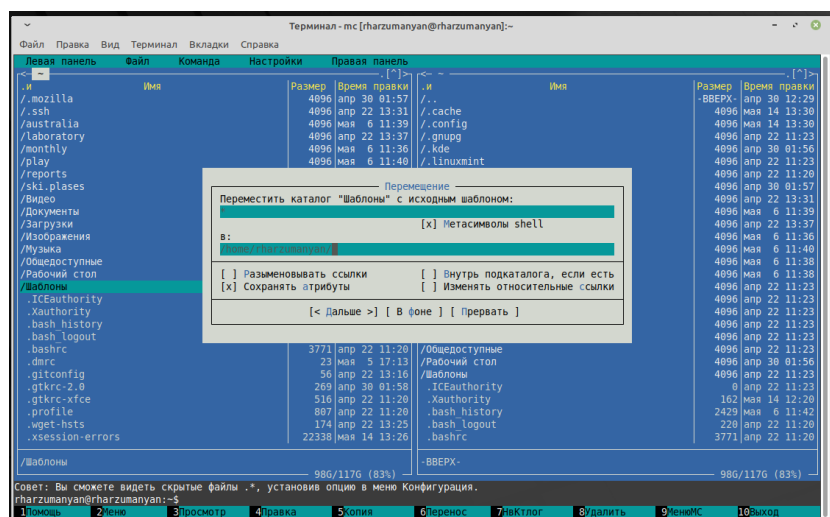 Терминал - mc [rharzumanyan@rharzumanyan]:~
Файл Правка Вид Терминал Вкладки Справка
Левая панель Файл Команда Настройки Правая панель
<— ~ .[^]> <— ~ .[^]>
.и Имя Размер Время правки .и Имя Размер Время правки
/.mozilla 4096 апр 30 01:57 /.. -ВВЕРХ- апр 30 12:29
/.ssh 4096 апр 22 13:31 /.cache 4096 мая 14 13:30
/australia 4096 мая 6 11:39 /.config 4096 мая 14 13:30
/laboratory 4096 апр 22 13:37 /.gnupg 4096 апр 22 11:23
/monthly 4096 мая 6 11:36 /.kde 4096 апр 30 01:56
/play 4096 мая 6 11:40 /.linuxmint 4096 апр 22 11:23
/reports 4096 апр 22 11:20
/ski.plases 4096 апр 30 01:57
/Видео 4096 апр 22 13:31
/Документы 4096 мая 6 11:39
/Загрузки 4096 апр 22 13:37
/Изображения 4096 мая 6 11:36
/Музыка 4096 мая 6 11:40
/Общедоступные 4096 мая 6 11:38
/Рабочий стол 4096 мая 6 11:38
/Шаблоны 4096 апр 22 11:23
.ICEauthority 4096 апр 22 11:23
.Xauthority 4096 апр 22 11:23
.bash_history 4096 апр 22 11:23
.bash_logout 4096 апр 22 11:23
Перемещение
Переместить каталог "Шаблоны" с исходным шаблоном:
*
[x] Метасимволы shell
в:
/home/rharzumanyan/
[ ] Разыменовывать ссылки [ ] Внутрь подкаталога, если есть
[x] Сохранять атрибуты [ ] Изменять относительные ссылки
[< Дальше >] [ В фоне ] [ Прервать ]
.bashrc 3771 апр 22 11:20 /Общедоступные 4096 апр 22 11:23
.dmrc 23 мая 5 17:13 /Рабочий стол 4096 апр 30 01:56
.gitconfig 56 апр 22 13:16 /Шаблоны 4096 апр 22 11:23
.gtkrc-2.0 269 апр 30 01:58 .ICEauthority 0 апр 22 11:23
.gtkrc-xfce 516 апр 22 11:20 .Xauthority 162 мая 14 12:20
.profile 807 апр 22 11:20 .bash_history 2429 мая 6 11:42
.wget-hsts 174 апр 22 13:25 .bash_logout 220 апр 22 11:20
.xsession-errors 22338 мая 14 13:26 .bashrc 3771 апр 22 11:20
/Шаблоны -ВВЕРХ-
98G/117G (83%) 98G/117G (83%)
Совет: Вы сможете видеть скрытые файлы .*, установив опцию в меню Конфигурация.
rharzumanyan@rharzumanyan:~$
1Помощь 2Меню 3Просмотр 4Правка 5Копия 6Перенос 7НвКтлог 8Удалить 9МенюМС 10Выход